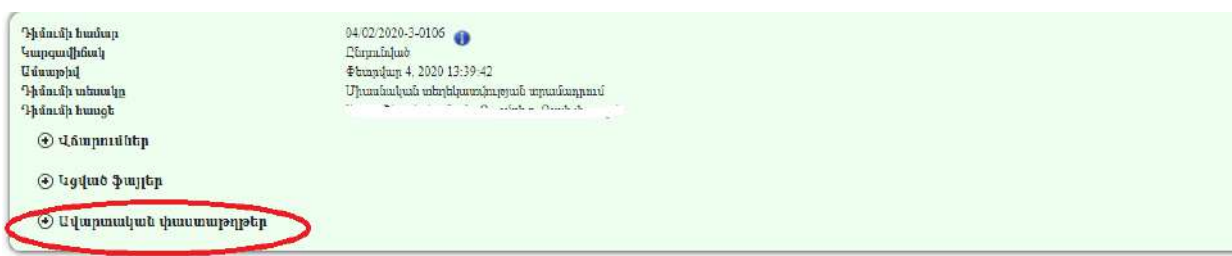 Դիմումի համար 04/02/2020-3-0106
Կարգավիճակ Ընդունված
Ամսաթիվ Փետրվար 4, 2020 13:39:42
Դիմումի տեսակը Միասնական տեղեկատվության տրամադրում
Դիմումի հասցե
Վճարումներ
Կցված ֆայլեր
Ավարտական փաստաթղթեր